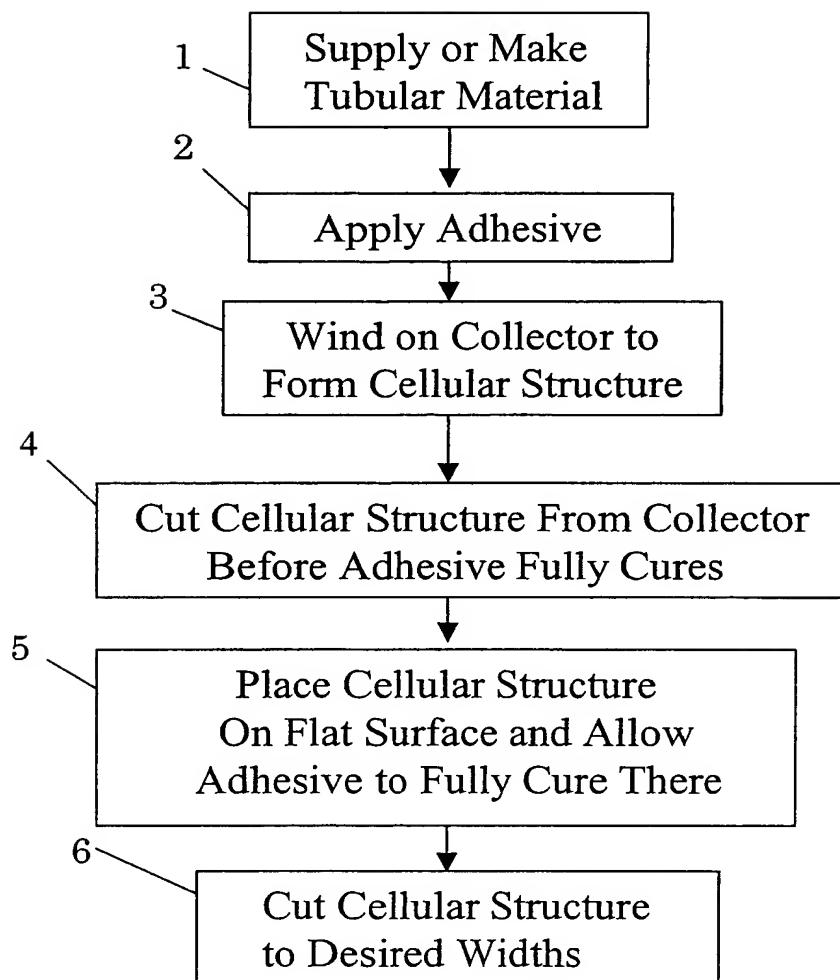 1
Supply or Make
Tubular Material
2
Apply Adhesive
3
Wind on Collector to
Form Cellular Structure
4
Cut Cellular Structure From Collector
Before Adhesive Fully Cures
5
Place Cellular Structure
On Flat Surface and Allow
Adhesive to Fully Cure There
6
Cut Cellular Structure
to Desired Widths